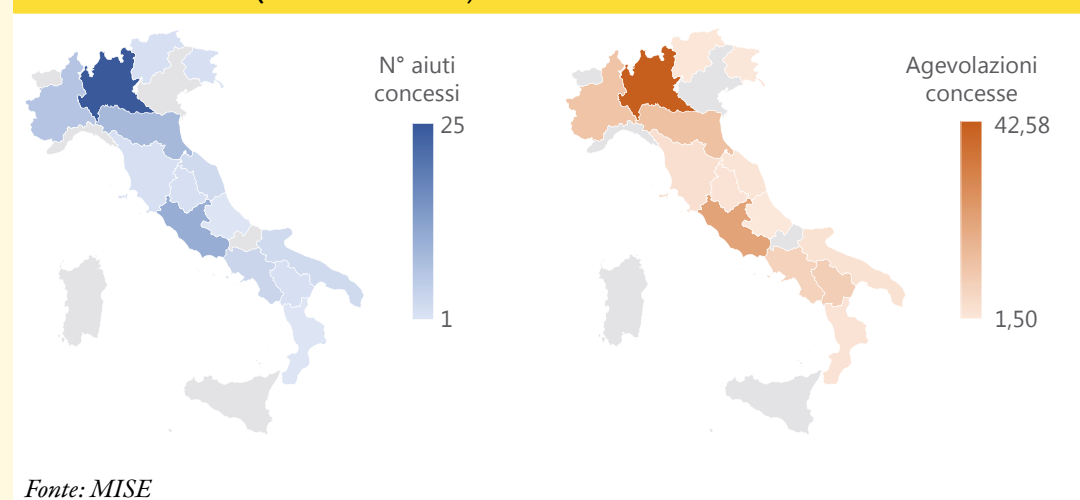 N° aiuti
concessi
25
1
Agevolazioni
concesse
42,58
1,50
Fonte: MISE